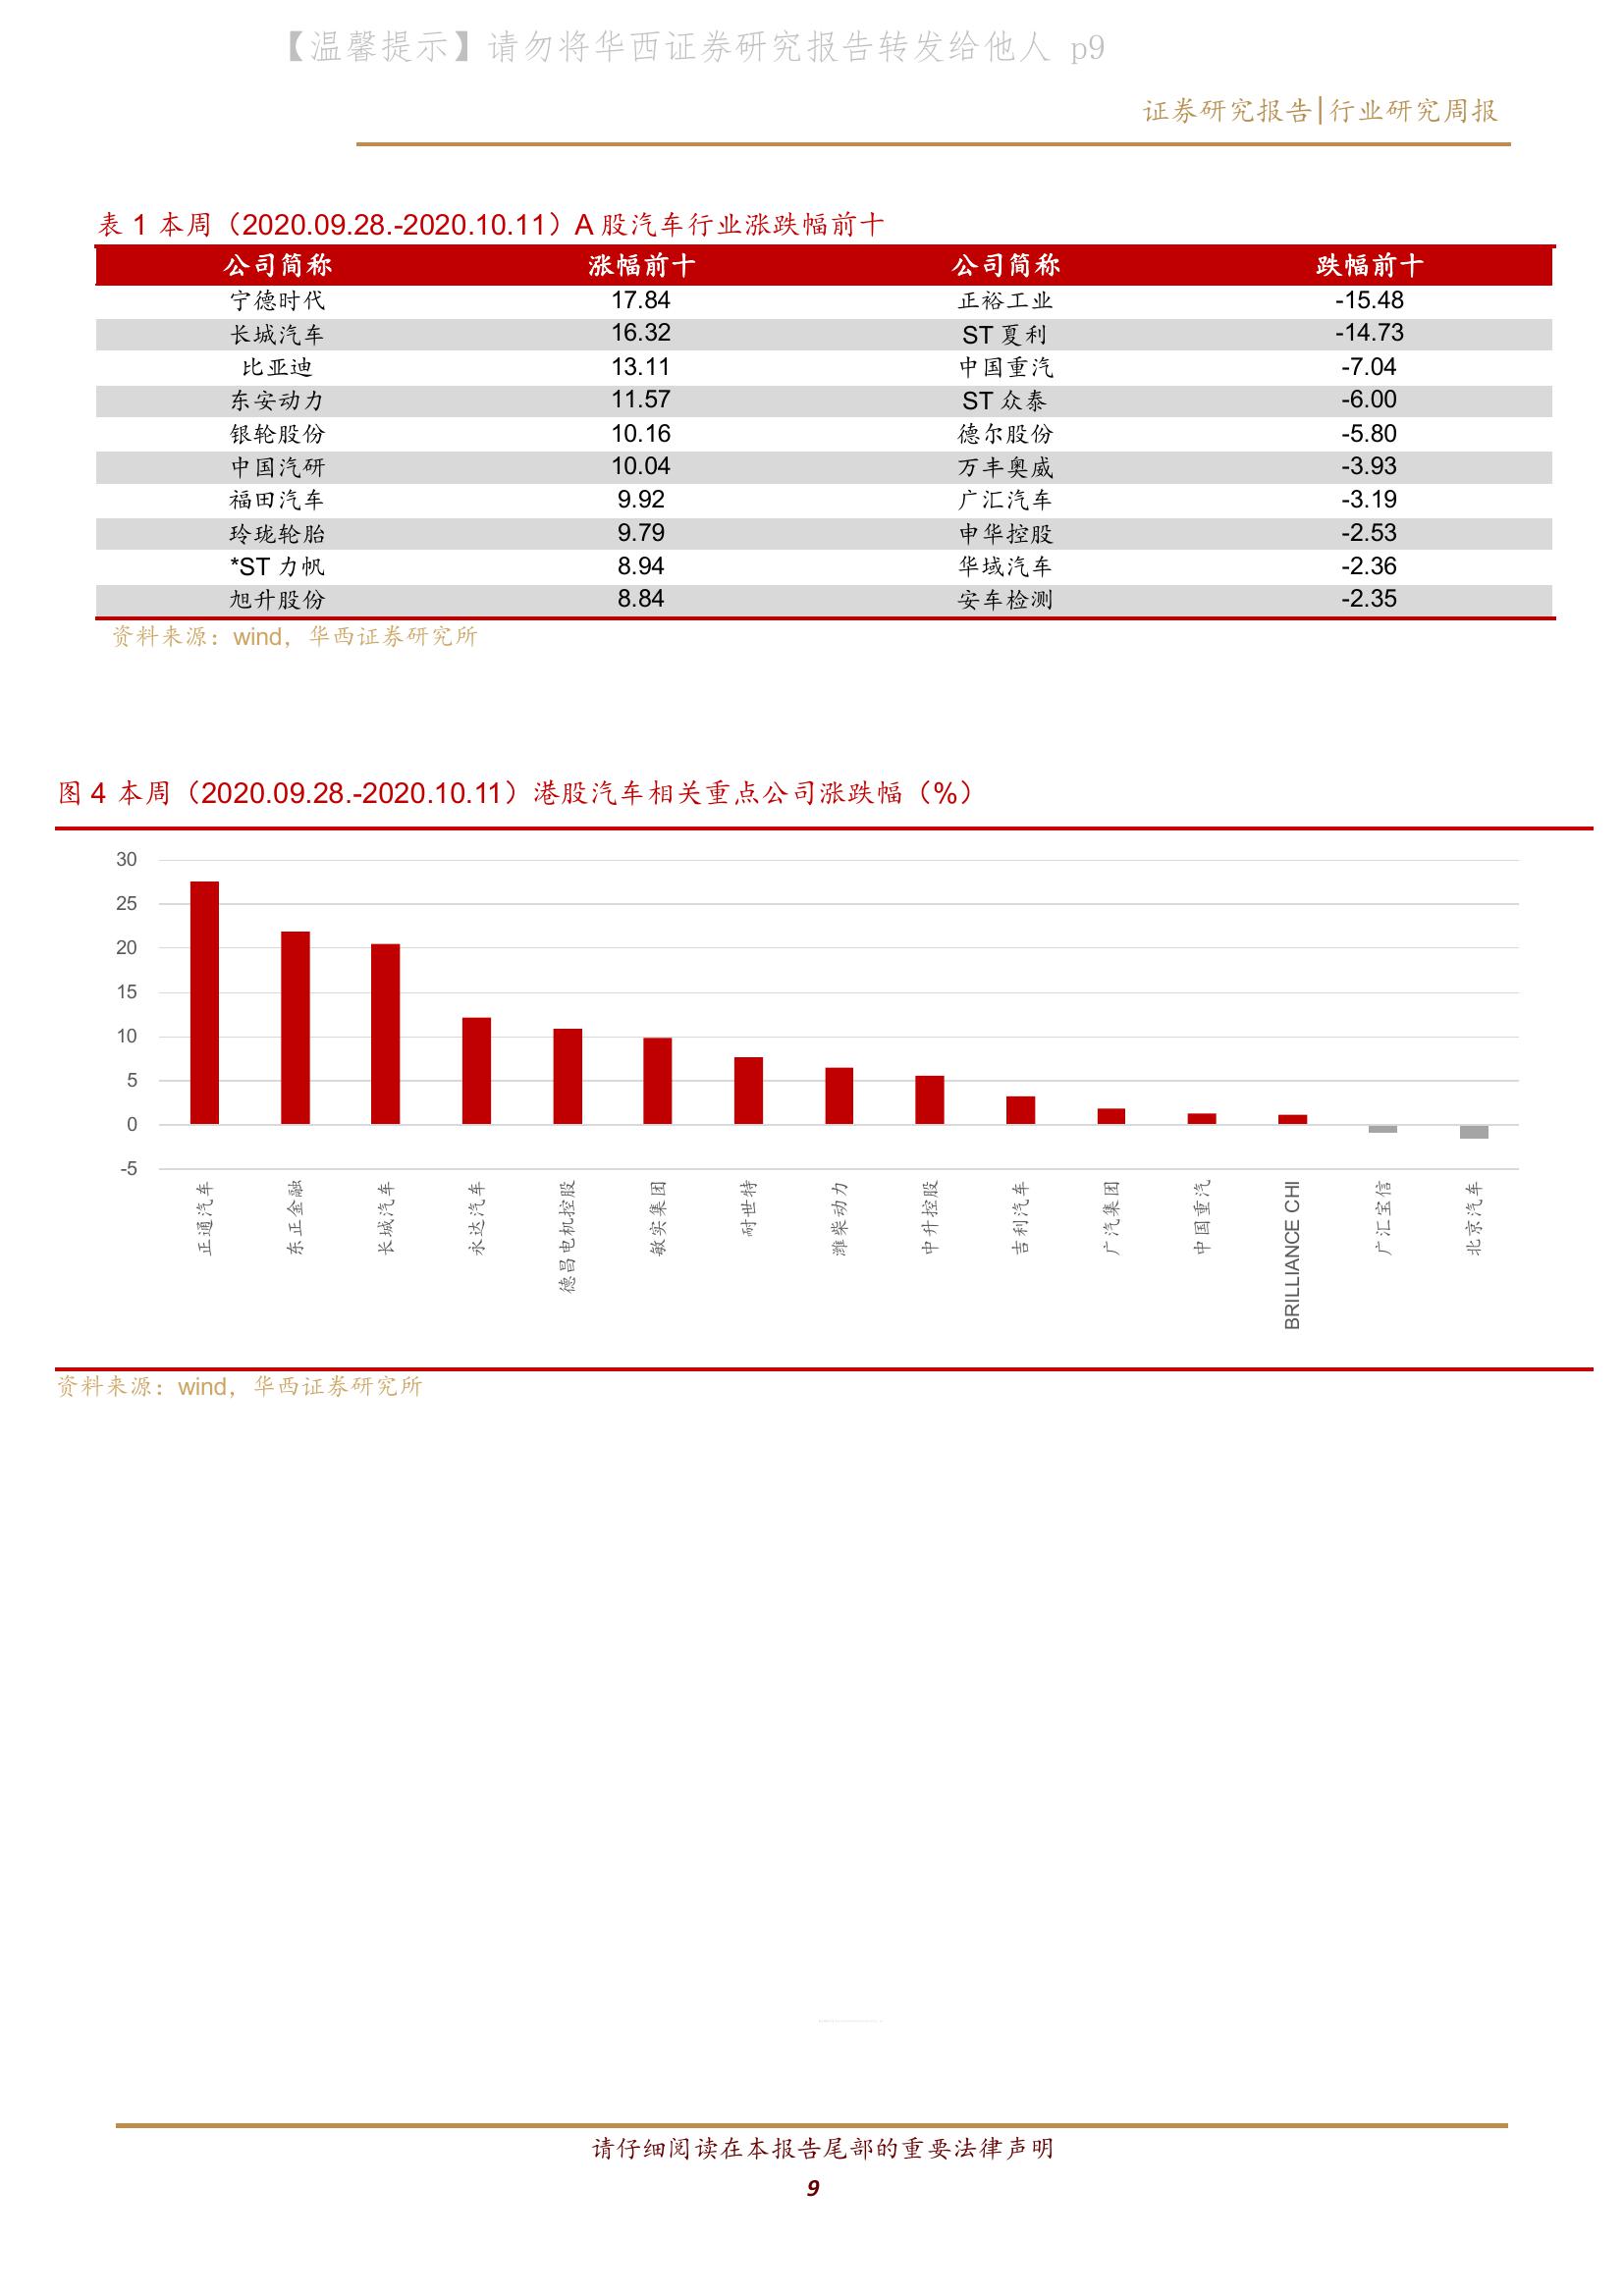 【温馨提示】请勿将华西证券研究报告转发给他人 p9
证券研究报告|行业研究周报
表 1 本周（2020.09.28.-2020.10.11）A 股汽车行业涨跌幅前十
公司简称 涨幅前十 公司简称 跌幅前十
宁德时代 17.84 正裕工业 -15.48
长城汽车 16.32 ST 夏利 -14.73
比亚迪 13.11 中国重汽 -7.04
东安动力 11.57 ST 众泰 -6.00
银轮股份 10.16 德尔股份 -5.80
中国汽研 10.04 万丰奥威 -3.93
福田汽车 9.92 广汇汽车 -3.19
玲珑轮胎 9.79 申华控股 -2.53
*ST 力帆 8.94 华域汽车 -2.36
旭升股份 8.84 安车检测 -2.35
资料来源：wind，华西证券研究所
图 4 本周（2020.09.28.-2020.10.11）港股汽车相关重点公司涨跌幅（%）
30
25
20
15
10
5
0
-5
正通汽车
东正金融
长城汽车
永达汽车
德昌电机控股
敏实集团
耐世特
潍柴动力
中升控股
吉利汽车
广汽集团
中国重汽
BRILLIANCE CHI
广汇宝信
北京汽车
资料来源：wind，华西证券研究所
请仔细阅读在本报告尾部的重要法律声明
9